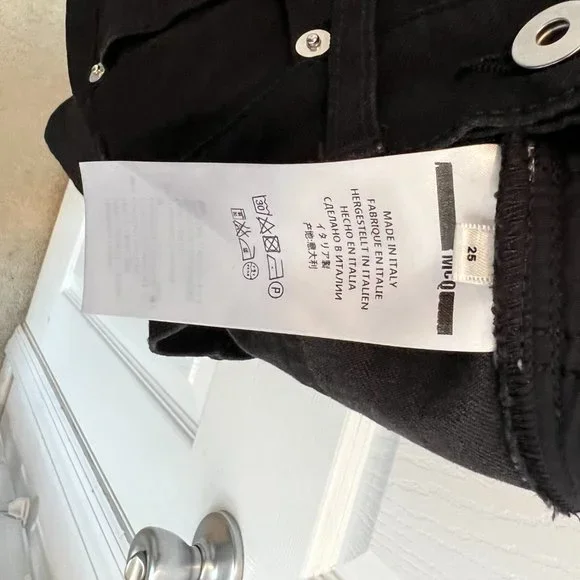 MCQ
25
MADE IN ITALY
FABRIQUE EN ITALIE
HERGESTELLT IN ITALIEN
HECHO EN ITALIA
СДЕЛАНО В ИТАЛИИ
イタリア製
产地:意大利
30
P